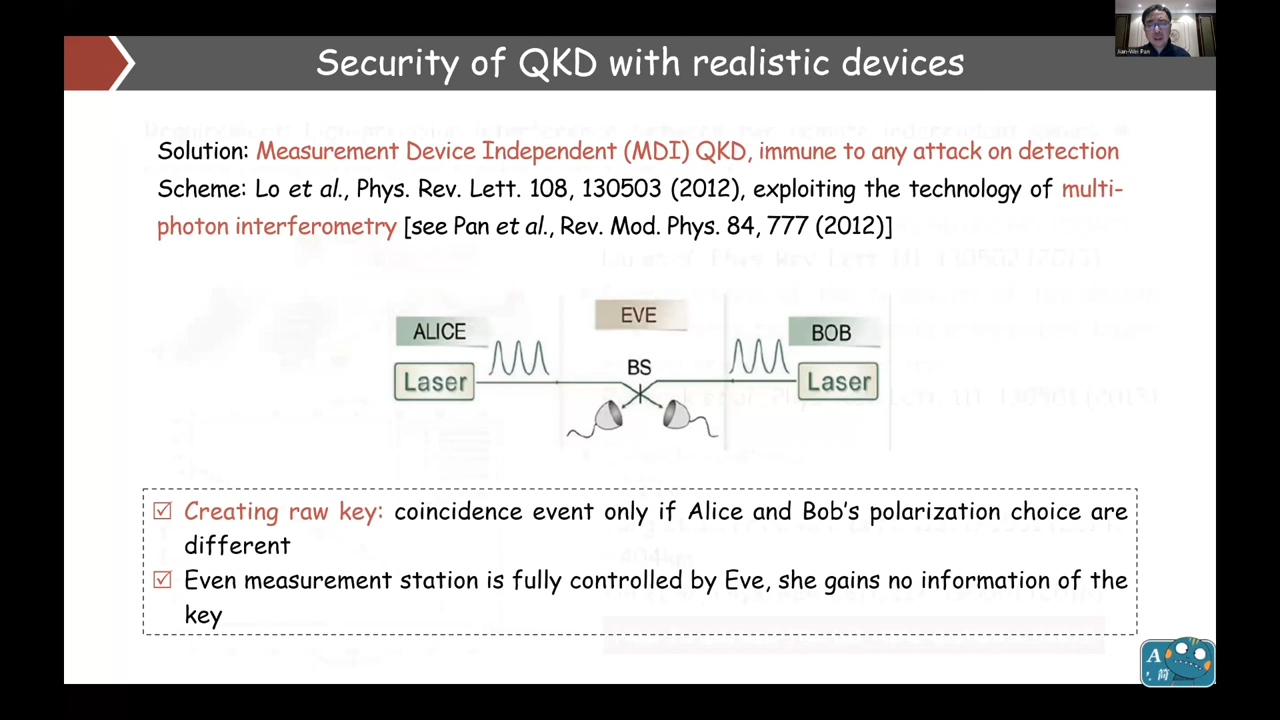 Jian-Wei Pan
Security of QKD with realistic devices
Solution: Measurement Device Independent (MDI) QKD, immune to any attack on detection
Scheme: Lo et al., Phys. Rev. Lett. 108, 130503 (2012), exploiting the technology of multi-
photon interferometry [see Pan et al., Rev. Mod. Phys. 84, 777 (2012)]
ALICE
EVE
BOB
Laser
BS
Laser
Creating raw key: coincidence event only if Alice and Bob's polarization choice are
different
Even measurement station is fully controlled by Eve, she gains no information of the
key
404km
A
简